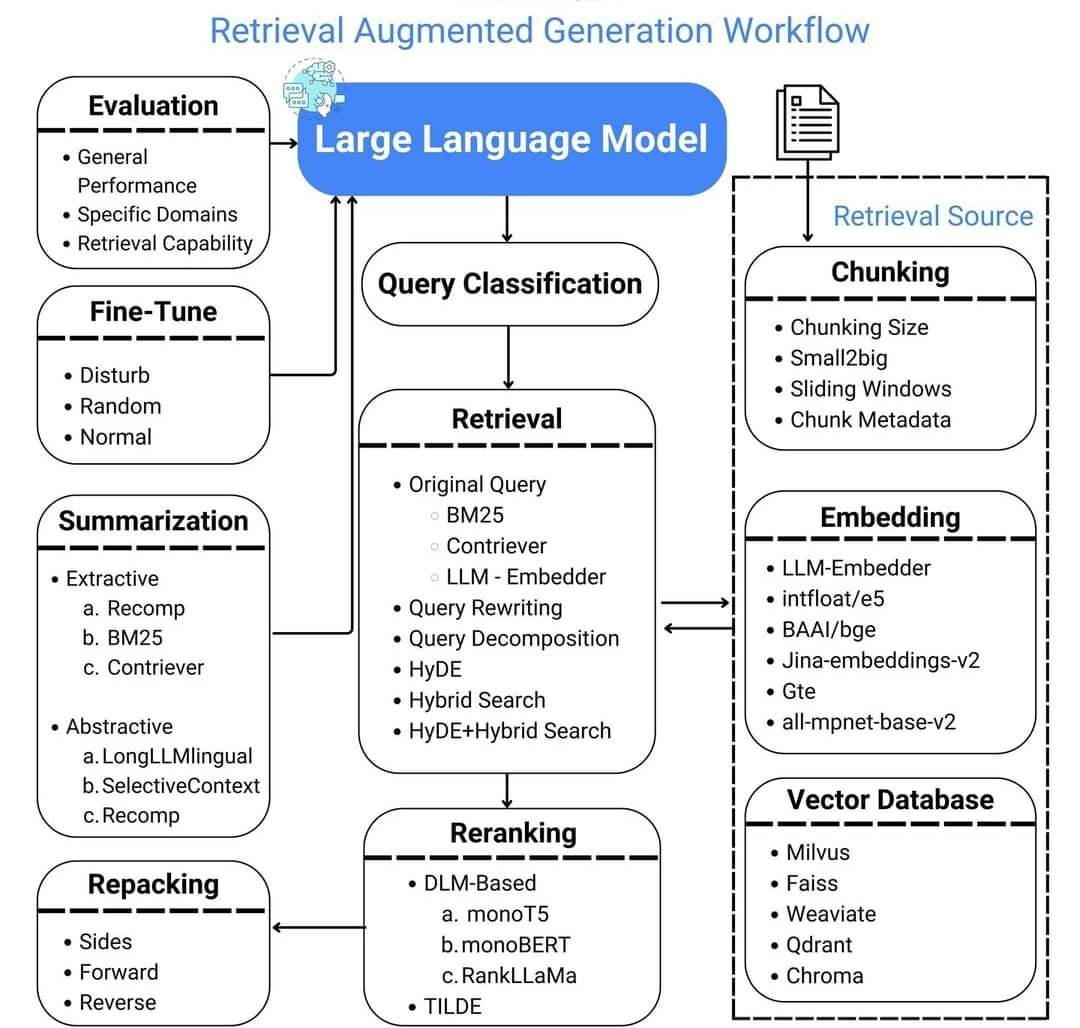 Retrieval Augmented Generation Workflow
Evaluation
• General
Performance
• Specific Domains
• Retrieval Capability
Large Language Model
Fine-Tune
• Disturb
• Random
• Normal
Query Classification
Summarization
• Extractive
a. Recomp
b. BM25
c. Contriever
• Abstractive
a. LongLLMlingual
b. SelectiveContext
c. Recomp
Retrieval
• Original Query
○ BM25
○ Contriever
○ LLM - Embedder
• Query Rewriting
• Query Decomposition
• HyDE
• Hybrid Search
• HyDE+Hybrid Search
Repacking
• Sides
• Forward
• Reverse
Reranking
• DLM-Based
a. monoT5
b. monoBERT
c. RankLLaMa
• TILDE
Retrieval Source
Chunking
• Chunking Size
• Small2big
• Sliding Windows
• Chunk Metadata
Embedding
• LLM-Embedder
• intfloat/e5
• BAAI/bge
• Jina-embeddings-v2
• Gte
• all-mpnet-base-v2
Vector Database
• Milvus
• Faiss
• Weaviate
• Qdrant
• Chroma